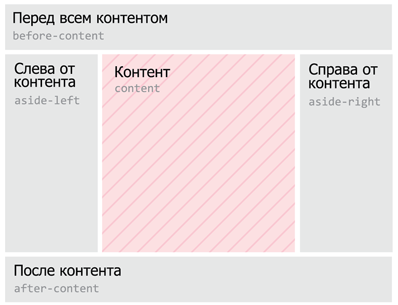 Перед всем контентом
before-content
Слева от
контента
aside-left
Контент
content
Справа от
контента
aside-right
После контента
after-content